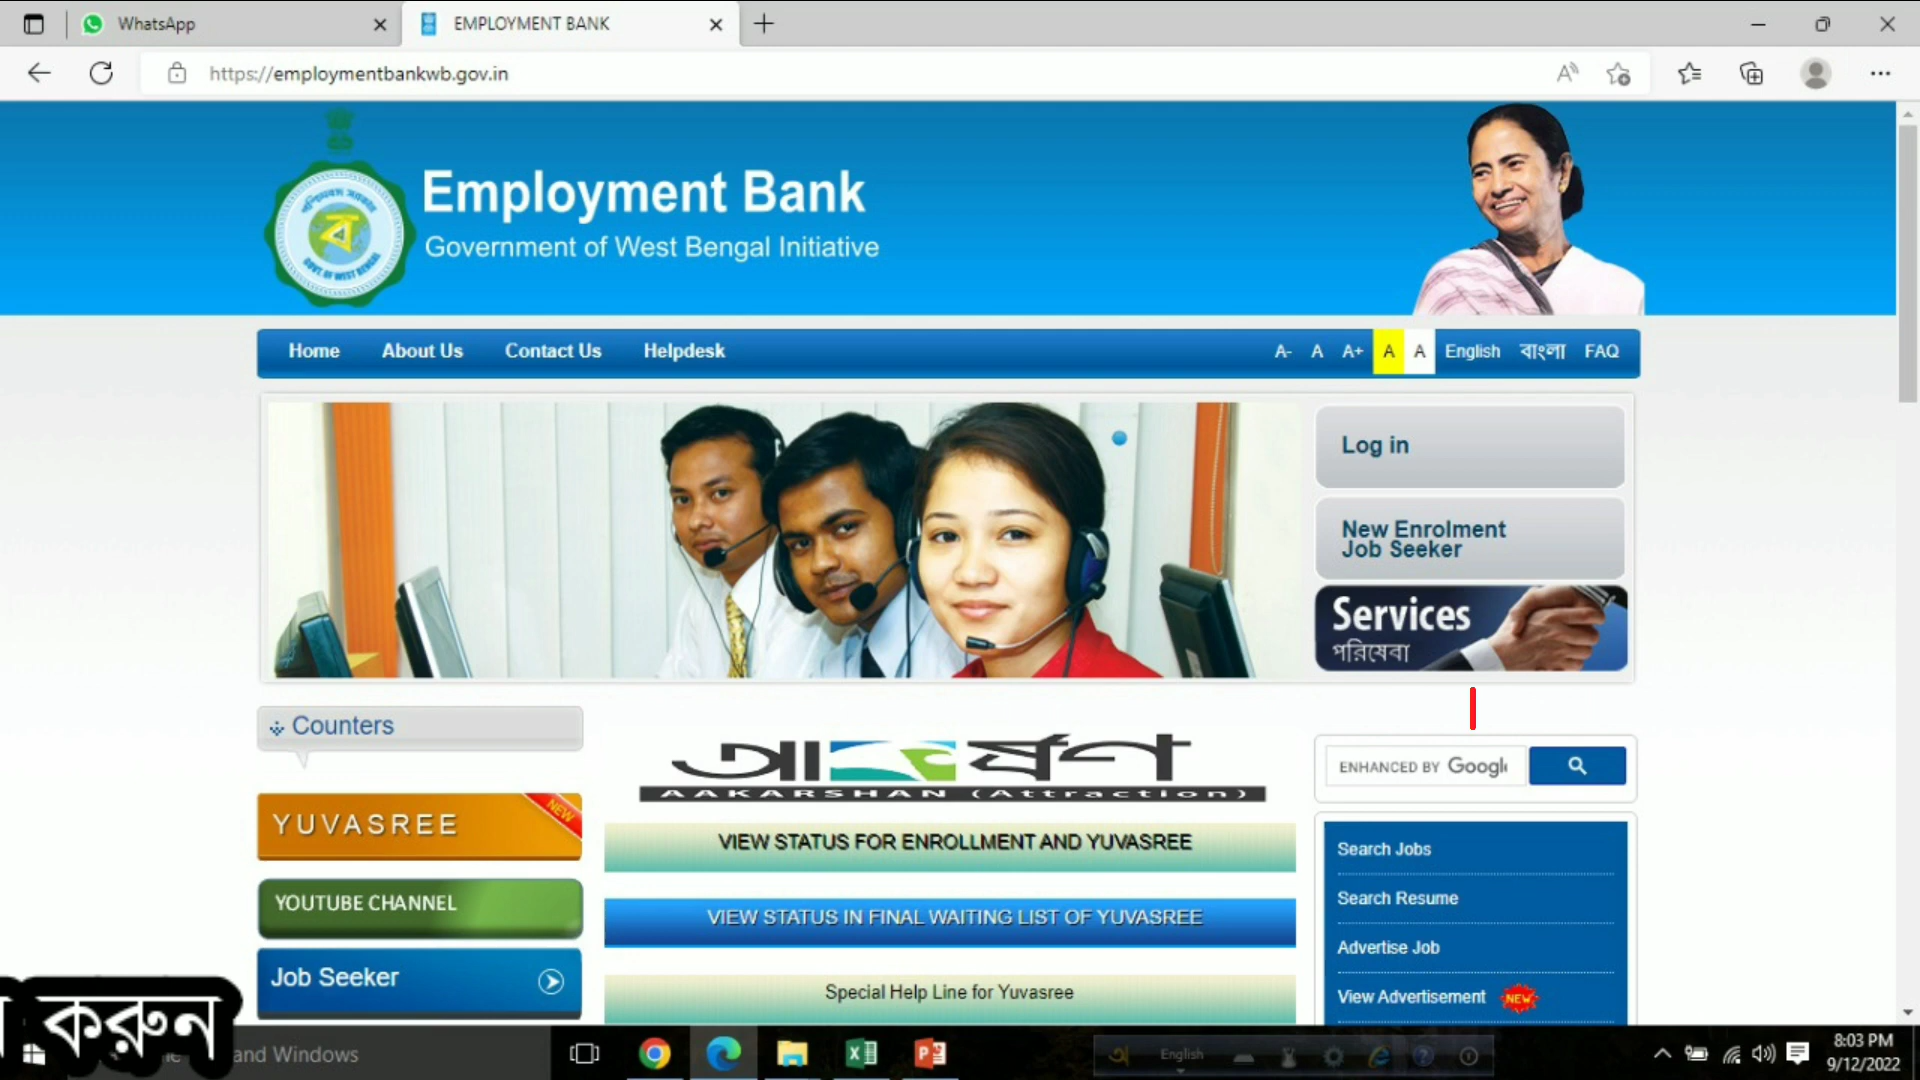 WhatsApp
EMPLOYMENT BANK
https://employmentbankwb.gov.in
Employment Bank
Government of West Bengal Initiative
GOVT. OF WEST BENGAL
Home About Us Contact Us Helpdesk A- A A+ A A English বাংলা FAQ
Log in
New Enrolment
Job Seeker
Services
পরিষেবা
Counters
AAKARSHAN (Attraction)
ENHANCED BY Google
YUVASREE NEW
VIEW STATUS FOR ENROLLMENT AND YUVASREE
Search Jobs
YOUTUBE CHANNEL
VIEW STATUS IN FINAL WAITING LIST OF YUVASREE
Search Resume
Advertise Job
Job Seeker
Special Help Line for Yuvasree
View Advertisement NEW
করুন
and Windows
English
8:03 PM
9/12/2022